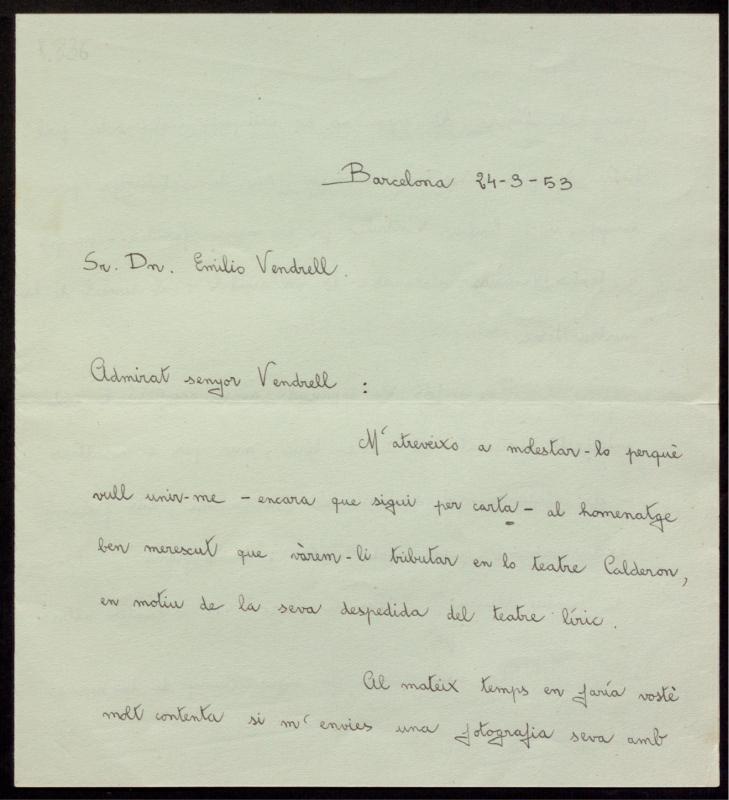 1.836
Barcelona 24-3-53
Sr. Dn. Emilio Vendrell.
Admirat senyor Vendrell :
M'atreveixo a molestar-lo perquè
vull unir-me - encara que sigui per carta - al homenatge
ben merescut que vàrem-li tributar en lo teatre Calderon,
en motiu de la seva despedida del teatre líric.
Al mateix temps en faría vostè
molt contenta si m'envies una fotografia seva amb